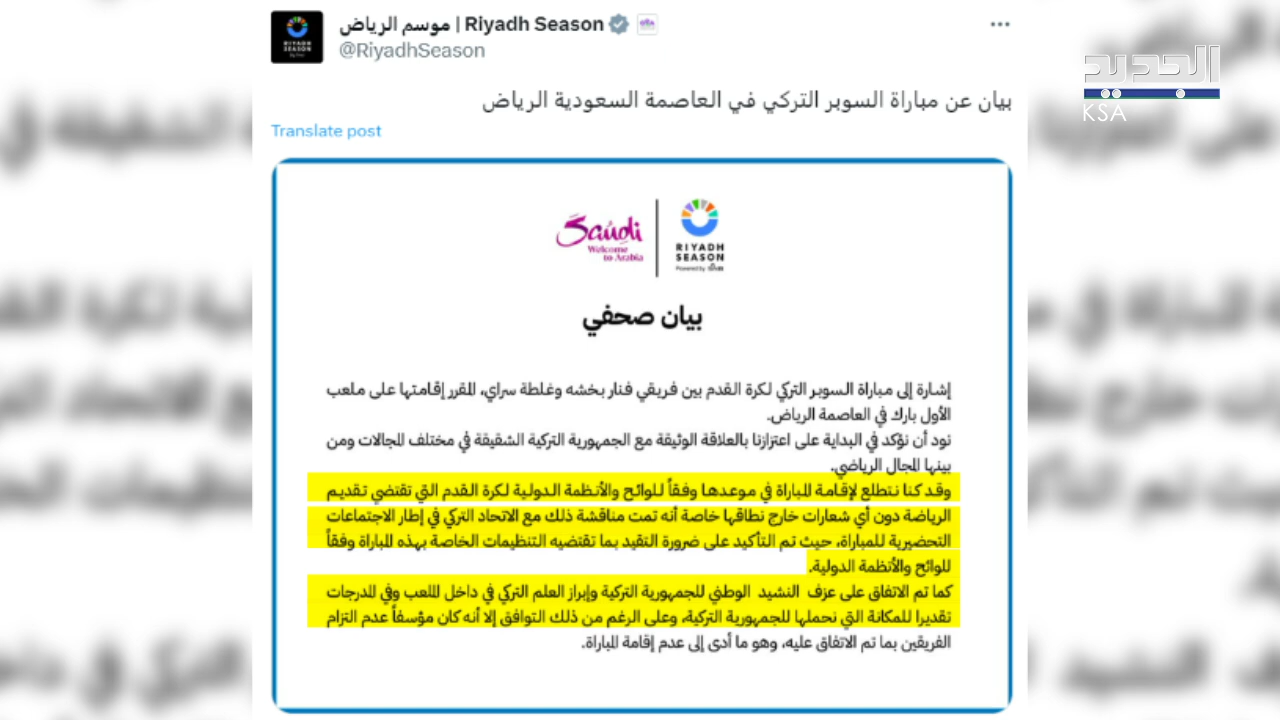 موسم الرياض | Riyadh Season
@RiyadhSeason
بيان عن مباراة السوبر التركي في العاصمة السعودية الرياض
Translate post
الجديد
KSA
Saudi
Welcome
to Arabia
RIYADH
SEASON
Powered by
بيان صحفي
إشارة إلى مباراة السوبر التركي لكرة القدم بين فريقي فنار بخشه وغلطة سراي، المقرر إقامتها على ملعب
الأول بارك في العاصمة الرياض.
نود أن نؤكد في البداية على اعتزازنا بالعلاقة الوثيقة مع الجمهورية التركية الشقيقة في مختلف المجالات ومن
بينها المجال الرياضي.
وقد كنا نتطلع لإقامة المباراة في موعدها وفقاً للوائح والأنظمة الدولية لكرة القدم التي تقتضي تقديم
الرياضة دون أي شعارات خارج نطاقها خاصة أنه تمت مناقشة ذلك مع الاتحاد التركي في إطار الاجتماعات
التحضيرية للمباراة، حيث تم التأكيد على ضرورة التقيد بما تقتضيه التنظيمات الخاصة بهذه المباراة وفقاً
للوائح والأنظمة الدولية.
كما تم الاتفاق على عزف النشيد الوطني للجمهورية التركية وإبراز العلم التركي في داخل الملعب وفي المدرجات
تقديرا للمكانة التي نحملها للجمهورية التركية، وعلى الرغم من ذلك التوافق إلا أنه كان مؤسفاً عدم التزام
الفريقين بما تم الاتفاق عليه، وهو ما أدى إلى عدم إقامة المباراة.